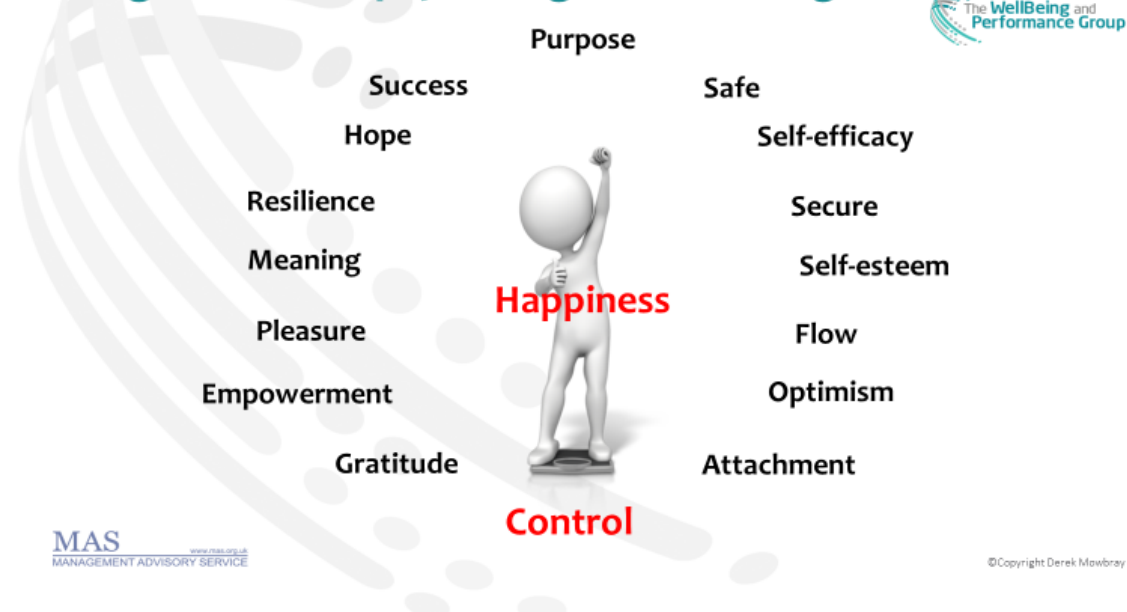 The WellBeing and
Performance Group
Purpose
Success
Safe
Hope
Self-efficacy
Resilience
Secure
Meaning
Self-esteem
Happiness
Pleasure
Flow
Empowerment
Optimism
Gratitude
Attachment
Control
MAS
www.mas.org.uk
MANAGEMENT ADVISORY SERVICE
©Copyright Derek Mowbray